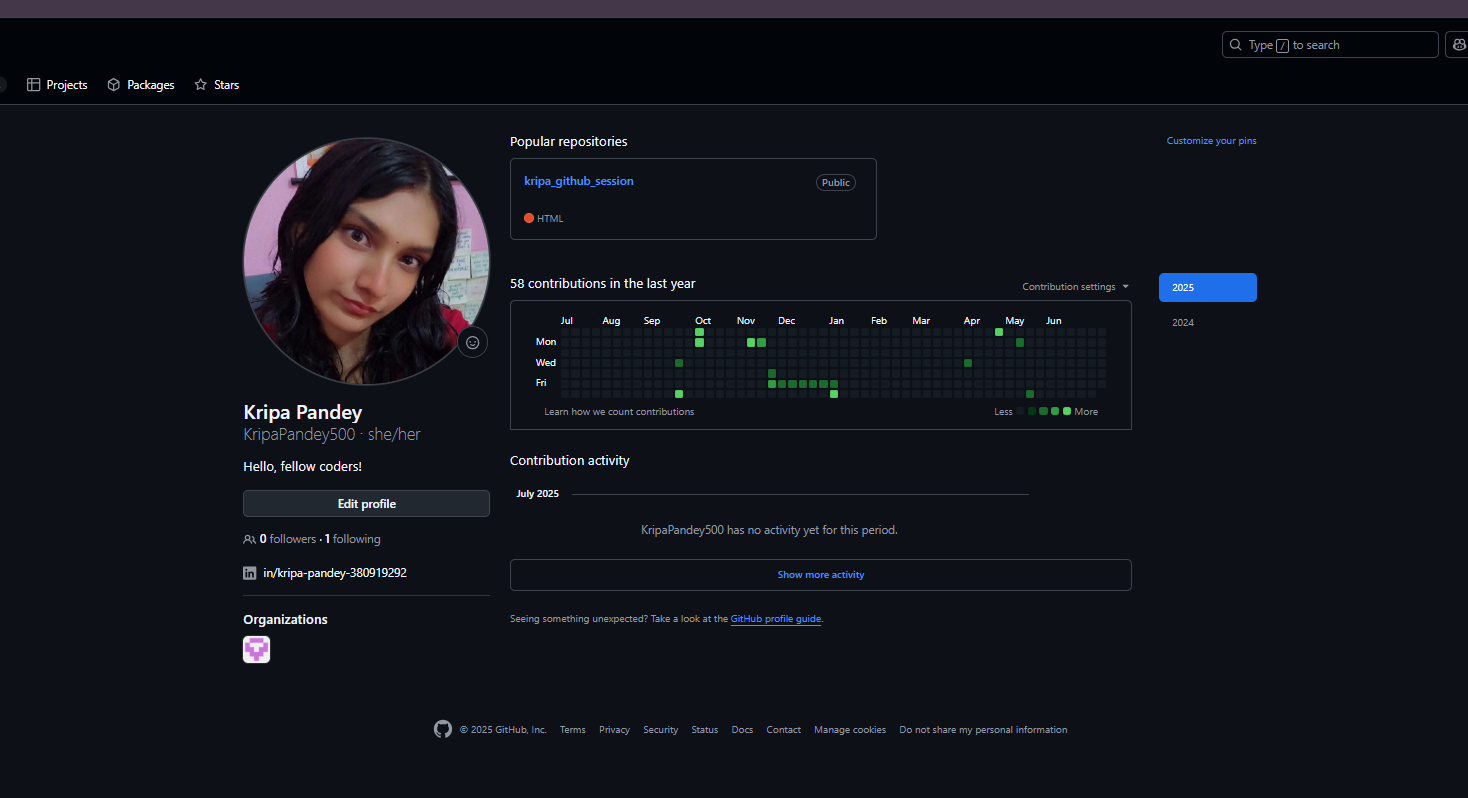 Type / to search
Projects Packages Stars
Popular repositories
Customize your pins
kripa_github_session Public
HTML
58 contributions in the last year
Contribution settings
2025
2024
Jul Aug Sep Oct Nov Dec Jan Feb Mar Apr May Jun
Mon
Wed
Fri
Learn how we count contributions Less More
Kripa Pandey
KripaPandey500 · she/her
Hello, fellow coders!
Edit profile
0 followers · 1 following
in/kripa-pandey-380919292
Organizations
Contribution activity
July 2025
KripaPandey500 has no activity yet for this period.
Show more activity
Seeing something unexpected? Take a look at the GitHub profile guide.
© 2025 GitHub, Inc. Terms Privacy Security Status Docs Contact Manage cookies Do not share my personal information